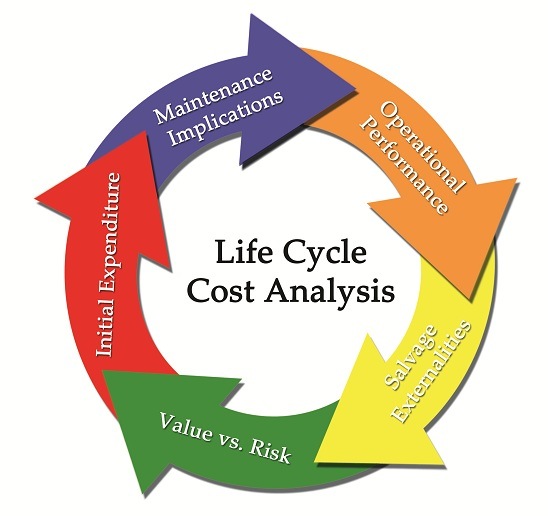 Maintenance
Implications
Operational
Performance
Initial Expenditure
Life Cycle
Cost Analysis
Salvage
Externalities
Value vs. Risk